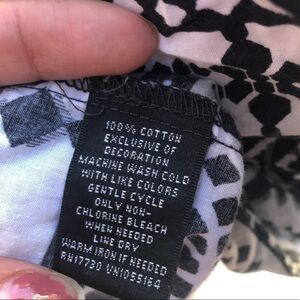 100% COTTON
EXCLUSIVE OF
DECORATION
MACHINE WASH COLD
WITH LIKE COLORS
GENTLE CYCLE
ONLY NON-
CHLORINE BLEACH
WHEN NEEDED
LINE DRY
WARM IRON IF NEEDED
RN17730 VN1055164